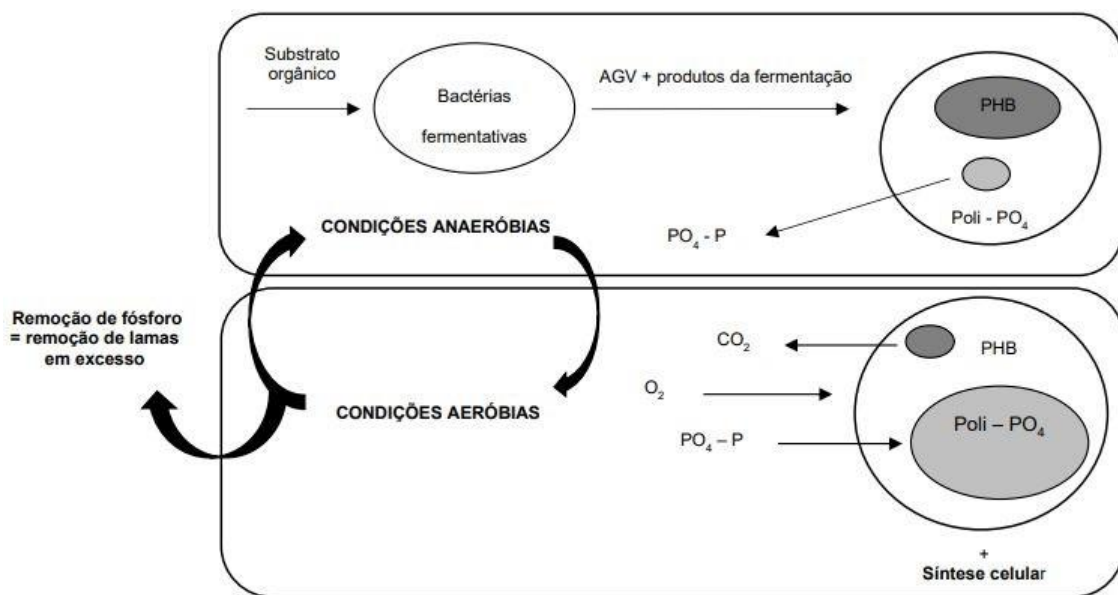 Substrato
orgânico
Bactérias
fermentativas
AGV + produtos da fermentação
PHB
Poli - PO₄
PO₄ - P
CONDIÇÕES ANAERÓBIAS
Remoção de fósforo
= remoção de lamas
em excesso
CONDIÇÕES AERÓBIAS
CO₂
O₂
PO₄ – P
PHB
Poli – PO₄
+
Síntese celular